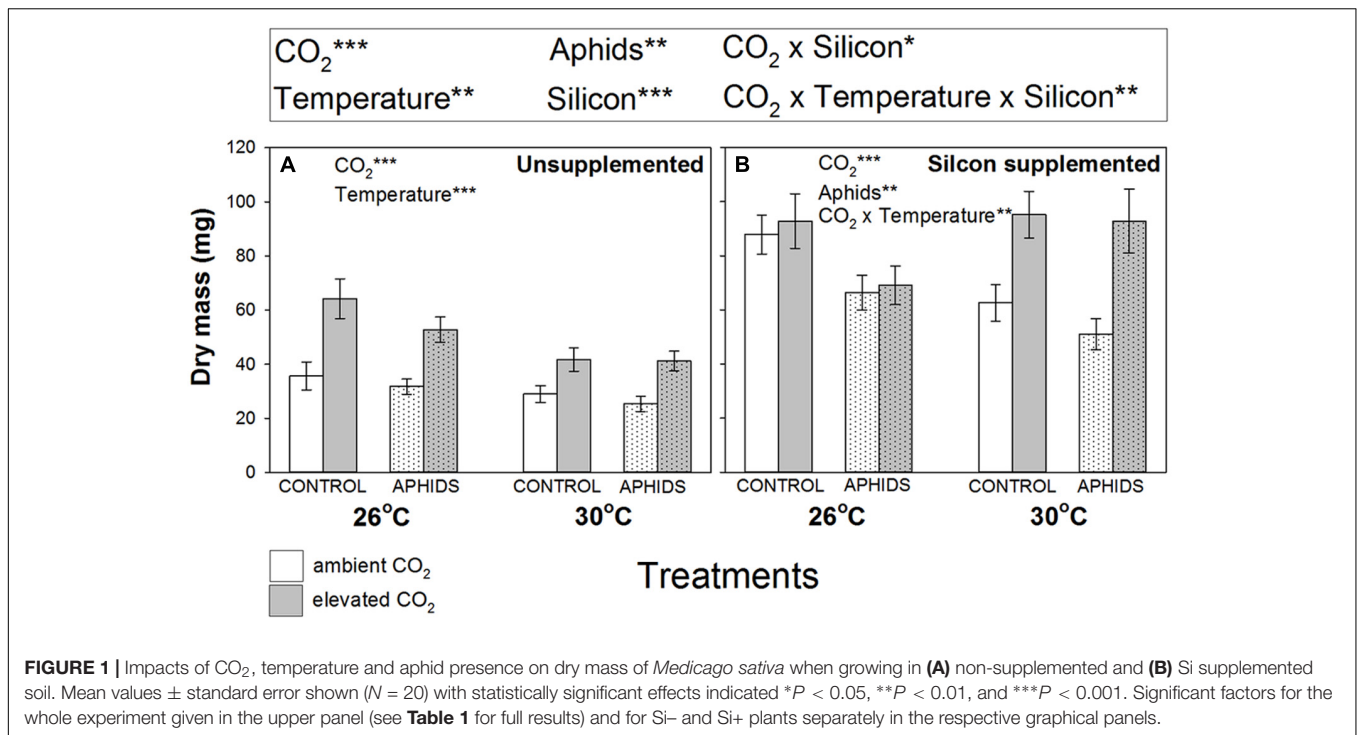 CO₂*** Aphids** CO₂ x Silicon*
Temperature** Silicon*** CO₂ x Temperature x Silicon**
A CO₂*** Unsupplemented
Temperature***
B CO₂*** Silcon supplemented
Aphids**
CO₂ x Temperature**
Dry mass (mg)
120
100
80
60
40
20
0
CONTROL APHIDS CONTROL APHIDS CONTROL APHIDS CONTROL APHIDS
26°C 30°C 26°C 30°C
Treatments
ambient CO₂
elevated CO₂
FIGURE 1 | Impacts of CO₂, temperature and aphid presence on dry mass of Medicago sativa when growing in (A) non-supplemented and (B) Si supplemented
soil. Mean values ± standard error shown (N = 20) with statistically significant effects indicated *P < 0.05, **P < 0.01, and ***P < 0.001. Significant factors for the
whole experiment given in the upper panel (see Table 1 for full results) and for Si– and Si+ plants separately in the respective graphical panels.